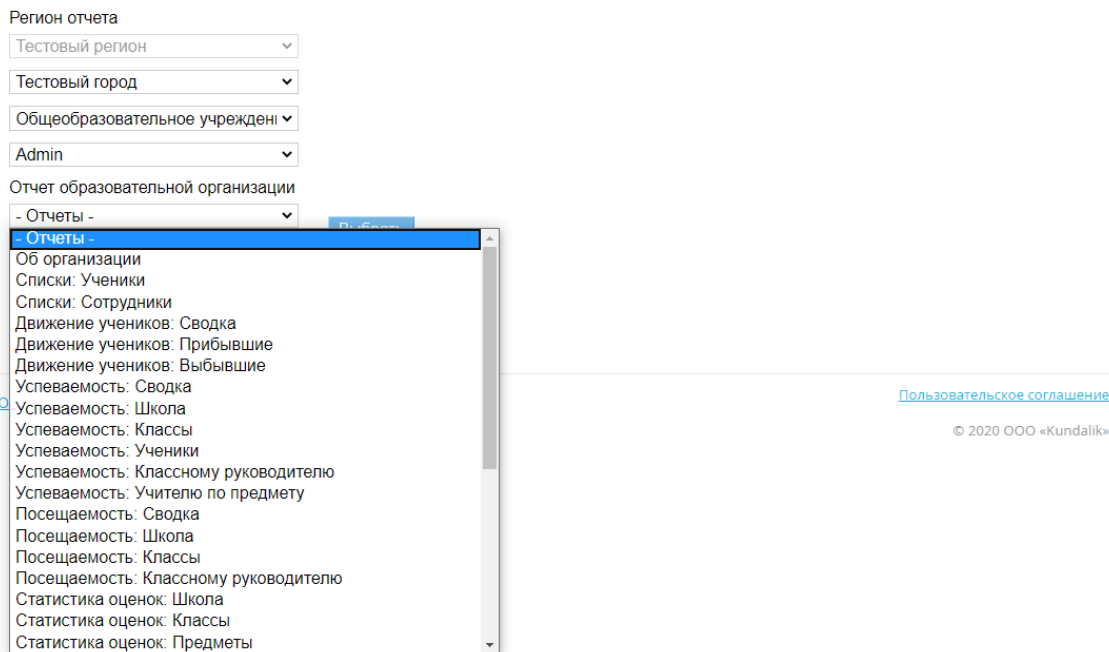 Регион отчета
Тестовый регион
Тестовый город
Общеобразовательное учрежден
Admin
Отчет образовательной организации
- Отчеты -
Выбрать
- Отчеты -
Об организации
Списки: Ученики
Списки: Сотрудники
Движение учеников: Сводка
Движение учеников: Прибывшие
Движение учеников: Выбывшие
Успеваемость: Сводка
Успеваемость: Школа
Успеваемость: Классы
Успеваемость: Ученики
Успеваемость: Классному руководителю
Успеваемость: Учителю по предмету
Посещаемость: Сводка
Посещаемость: Школа
Посещаемость: Классы
Посещаемость: Классному руководителю
Статистика оценок: Школа
Статистика оценок: Классы
Статистика оценок: Предметы
Пользовательское соглашение
© 2020 ООО «Kundalik»